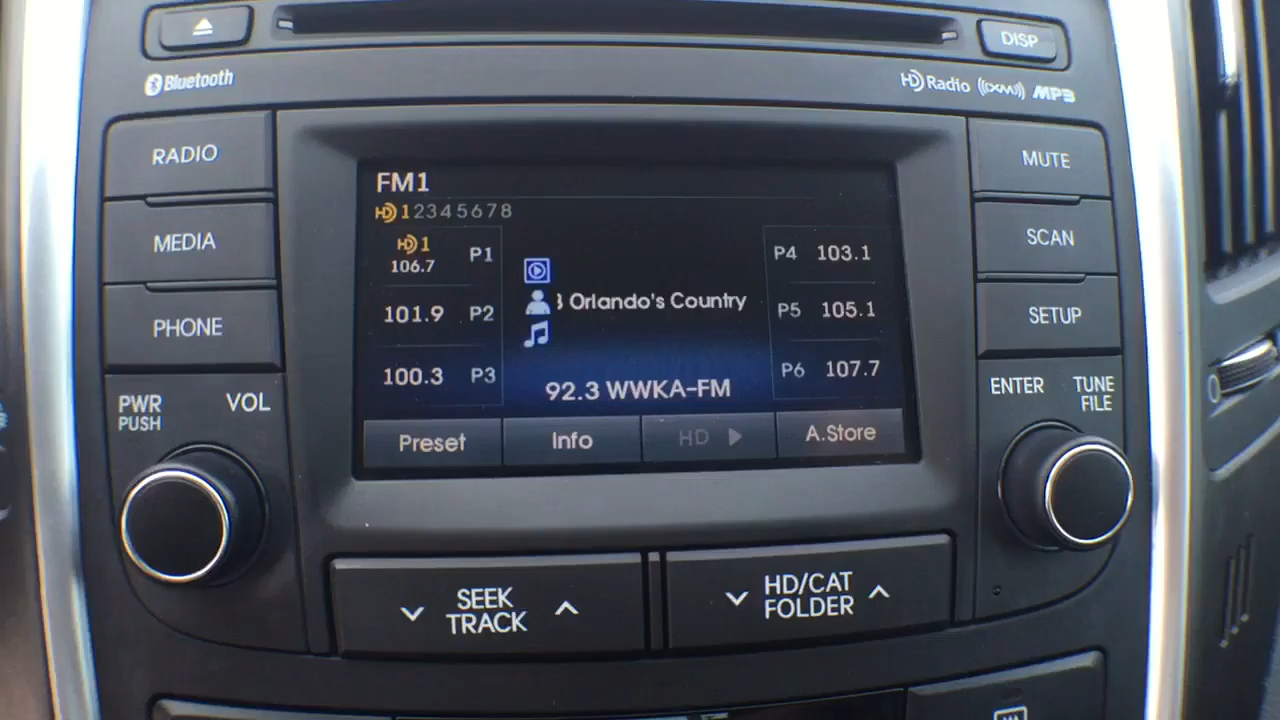 DISP
Bluetooth
HD Radio ((XM)) MP3
RADIO
MEDIA
PHONE
PWR
PUSH
VOL
FM1
HD 12345678
HD 1
106.7 P1
101.9 P2
100.3 P3
Orlando's Country
92.3 WWKA-FM
P4 103.1
P5 105.1
P6 107.7
Preset
Info
HD
A.Store
MUTE
SCAN
SETUP
ENTER
TUNE
FILE
SEEK
TRACK
HD/CAT
FOLDER